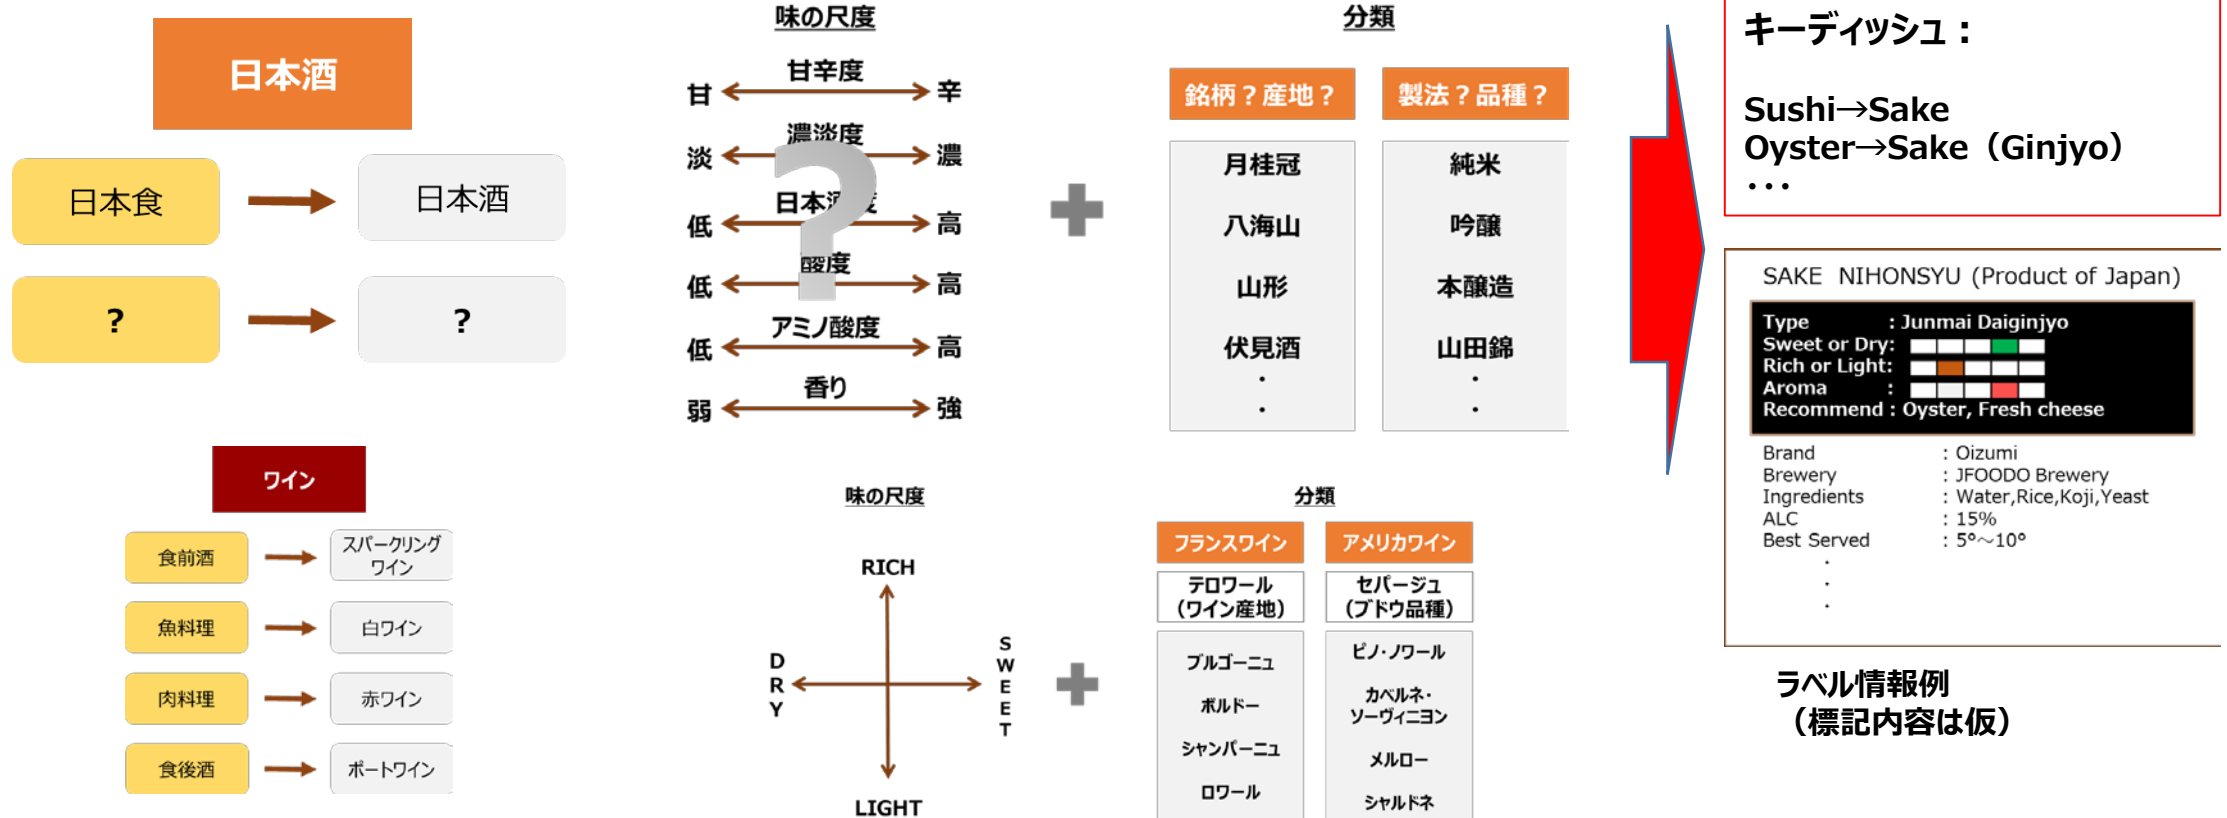 日本酒
日本食
日本酒
?
?
味の尺度
甘辛度
甘
辛
濃淡度
淡
濃
低
高
?
酸度
低
高
アミノ酸度
低
高
香り
弱
強
分類
銘柄？産地？
製法？品種？
月桂冠
八海山
山形
伏見酒
・
・
純米
吟醸
本醸造
山田錦
・
・
キーディッシュ：
Sushi→Sake
Oyster→Sake（Ginjyo）
・・・
SAKE NIHONSYU (Product of Japan)
Type : Junmai Daiginjyo
Sweet or Dry:
Rich or Light:
Aroma :
Recommend : Oyster, Fresh cheese
Brand : Oizumi
Brewery : JFOODO Brewery
Ingredients : Water,Rice,Koji,Yeast
ALC : 15%
Best Served : 5°～10°
・
・
・
ラベル情報例
（標記内容は仮）
ワイン
食前酒
スパークリング
ワイン
魚料理
白ワイン
肉料理
赤ワイン
食後酒
ポートワイン
味の尺度
RICH
DRY
SWEET
LIGHT
分類
フランスワイン
アメリカワイン
テロワール
（ワイン産地）
セパージュ
（ブドウ品種）
ブルゴーニュ
ボルドー
シャンパーニュ
ロワール
ピノ・ノワール
カベルネ・
ソーヴィニヨン
メルロー
シャルドネ